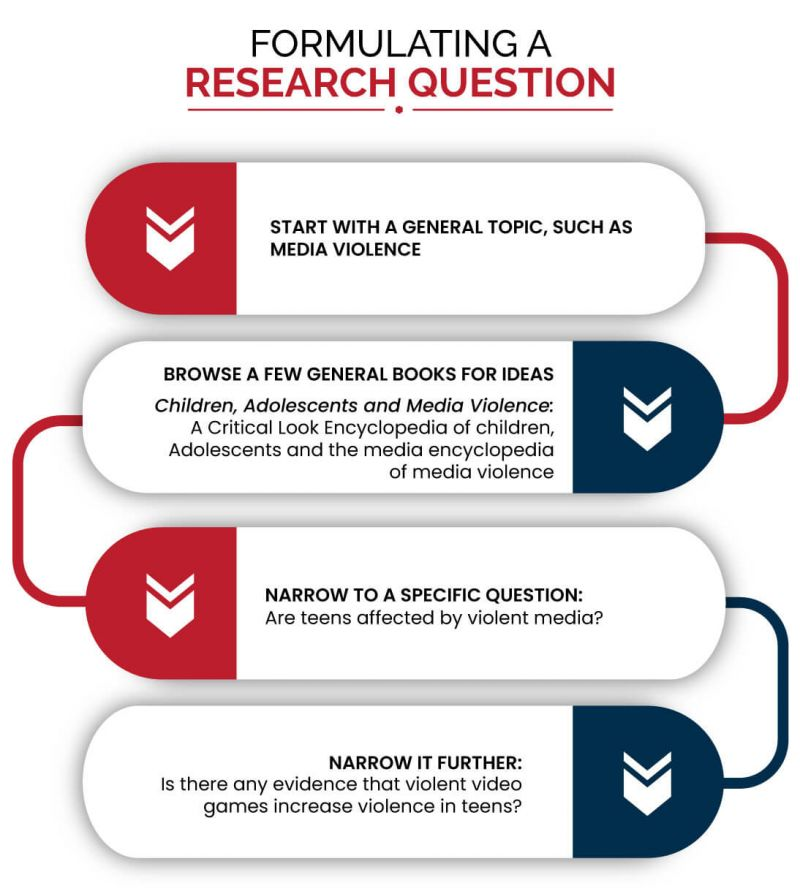 FORMULATING A
RESEARCH QUESTION
START WITH A GENERAL TOPIC, SUCH AS
MEDIA VIOLENCE
BROWSE A FEW GENERAL BOOKS FOR IDEAS
Children, Adolescents and Media Violence:
A Critical Look Encyclopedia of children,
Adolescents and the media encyclopedia
of media violence
NARROW TO A SPECIFIC QUESTION:
Are teens affected by violent media?
NARROW IT FURTHER:
Is there any evidence that violent video
games increase violence in teens?